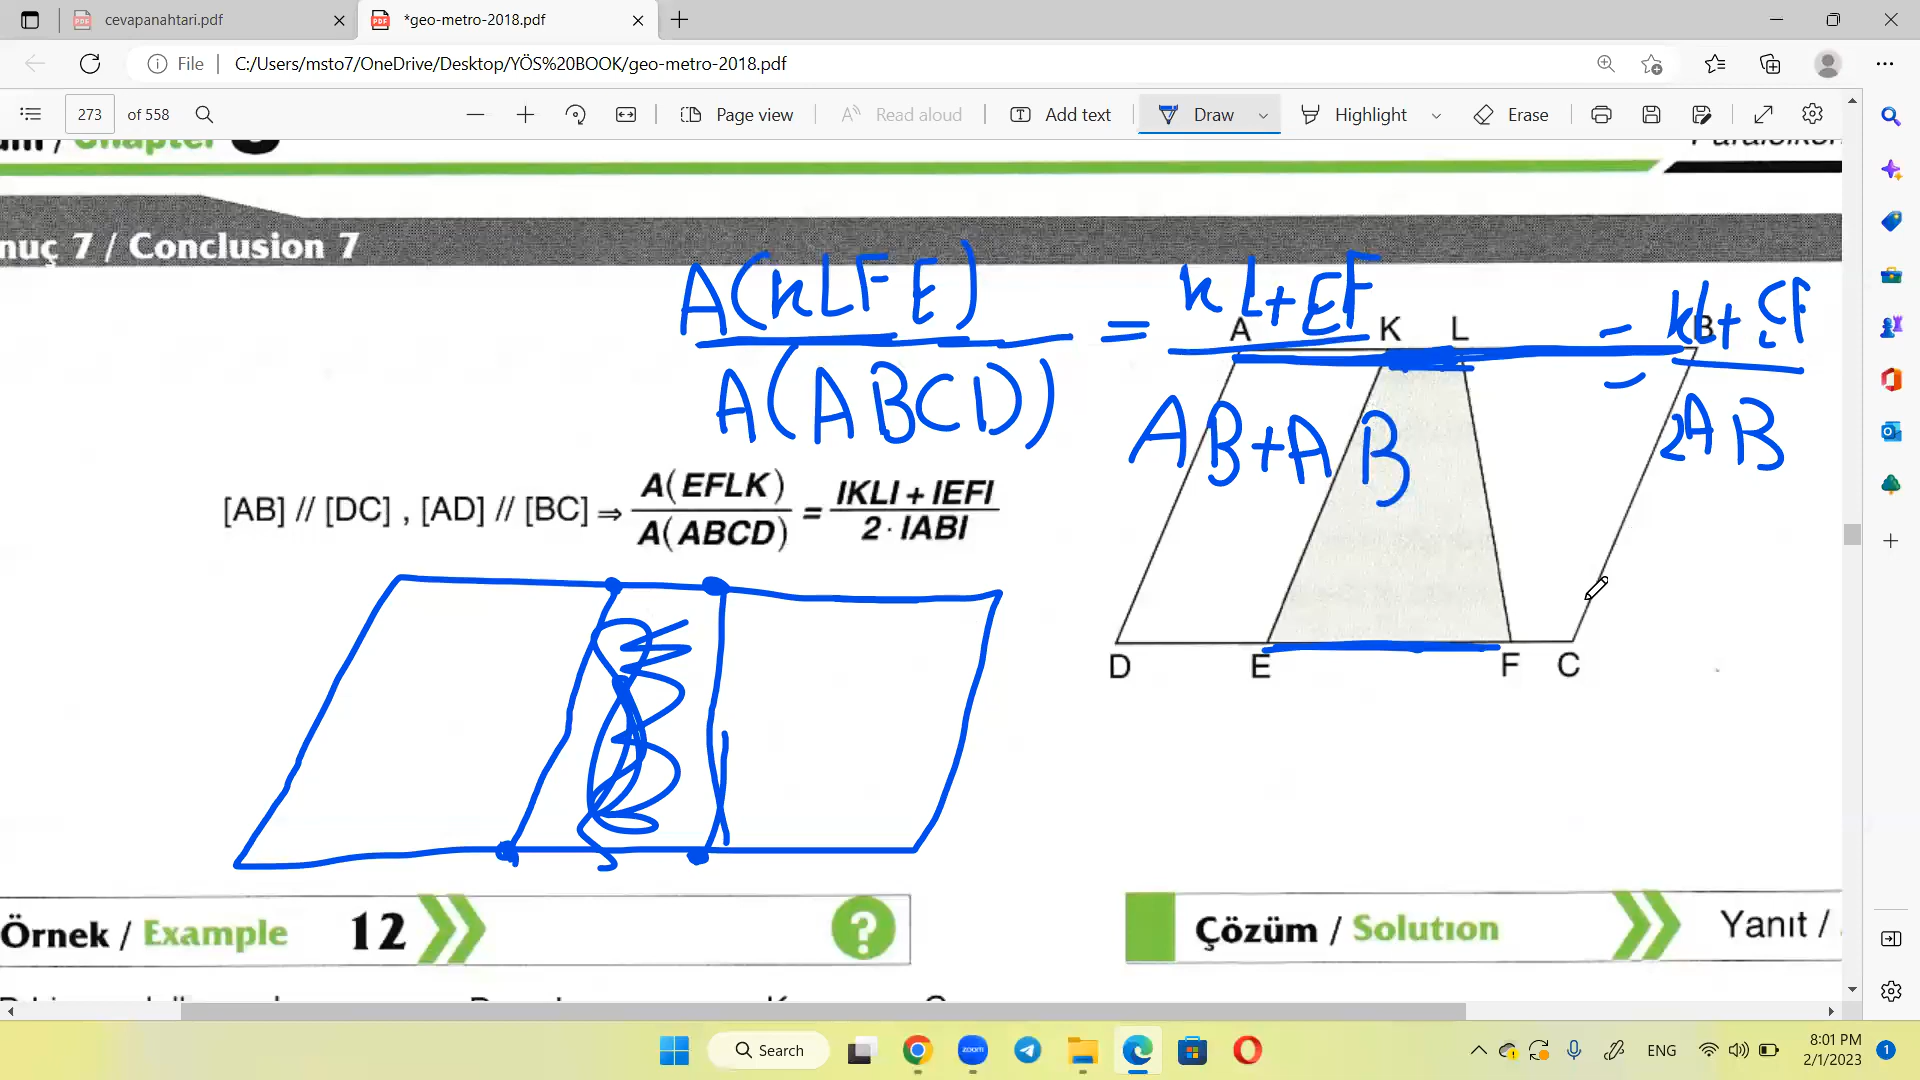 cevapanahtari.pdf
*geo-metro-2018.pdf
File
C:/Users/msto7/OneDrive/Desktop/YÖS%20BOOK/geo-metro-2018.pdf
273 of 558
Page view
Read aloud
Add text
Draw
Highlight
Erase
nuç 7 / Conclusion 7
A(KLFE) / A(ABCD) = KL+EF / AB+AB = KL+EF / 2AB
A K L B
[AB] // [DC] , [AD] // [BC] ⇒ A(EFLK) / A(ABCD) = IKLI + IEFI / 2 · IABI
D E F C
Örnek / Example 12
?
Çözüm / Solution
Yanıt /
Search
zoom
ENG
8:01 PM
2/1/2023
1